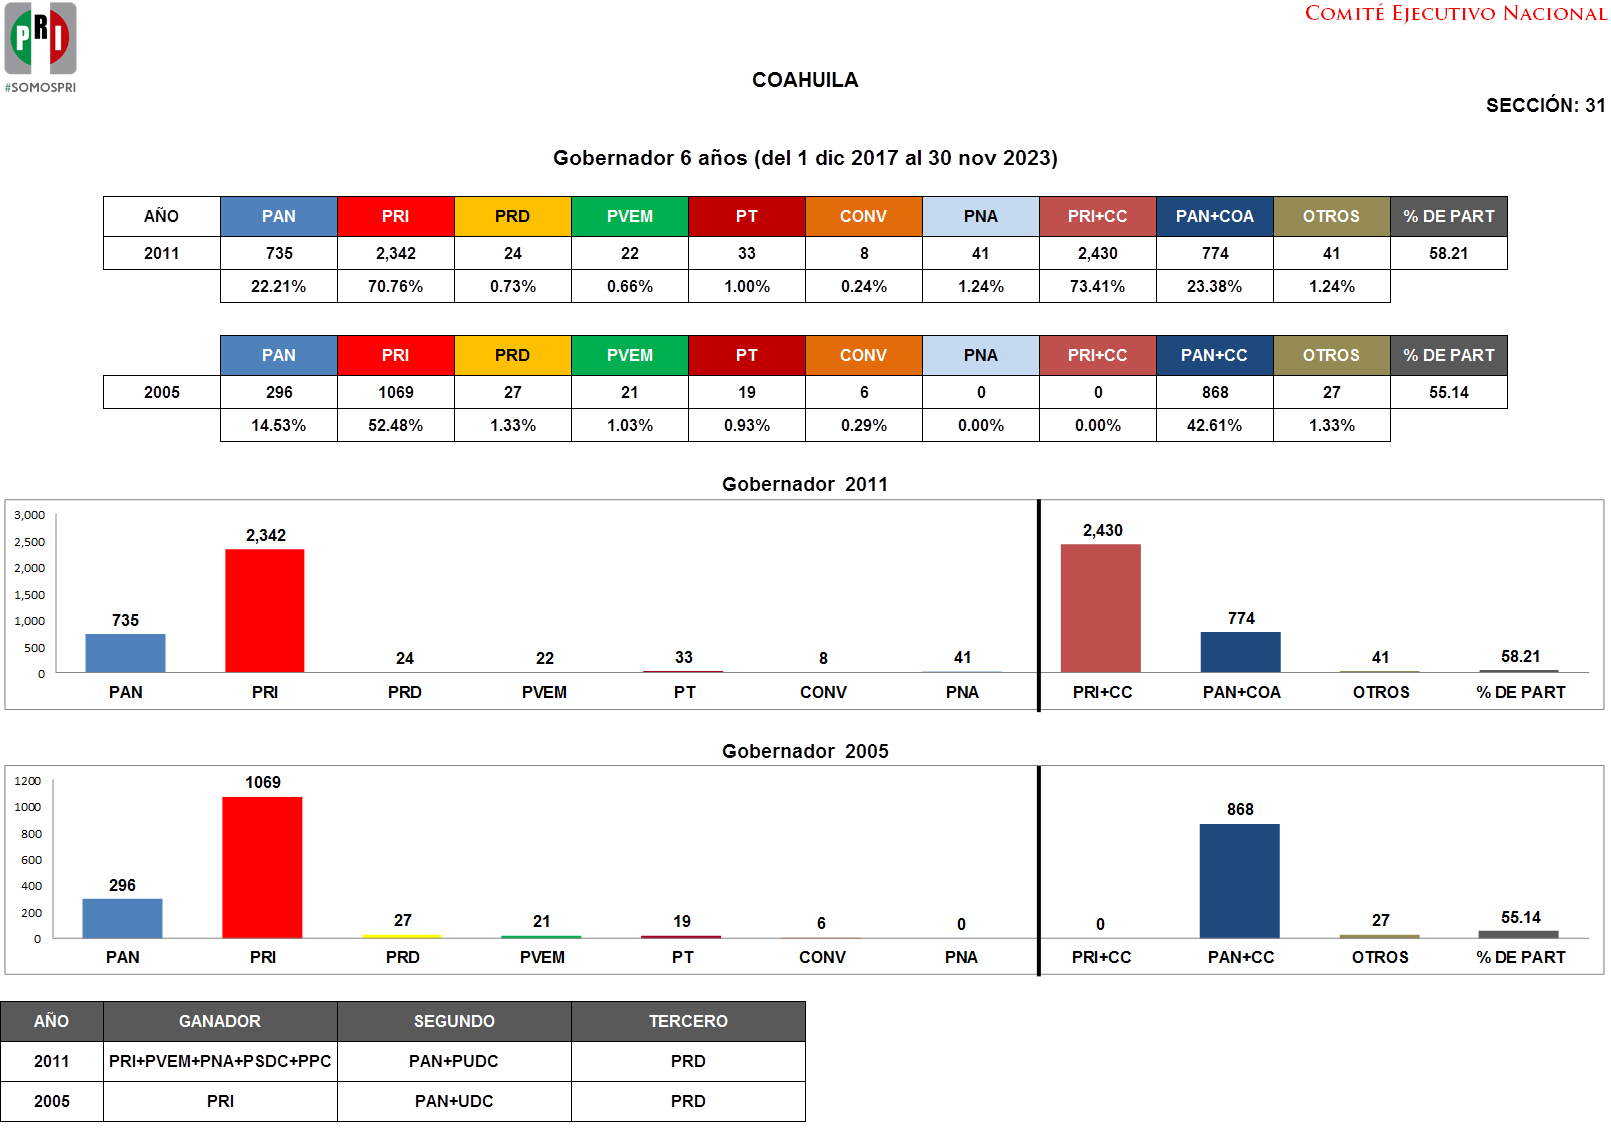 PRI
#SOMOSPRI
COMITÉ EJECUTIVO NACIONAL
COAHUILA
SECCIÓN: 31
Gobernador 6 años (del 1 dic 2017 al 30 nov 2023)
AÑO PAN PRI PRD PVEM PT CONV PNA PRI+CC PAN+COA OTROS % DE PART
2011 735 2,342 24 22 33 8 41 2,430 774 41 58.21
22.21% 70.76% 0.73% 0.66% 1.00% 0.24% 1.24% 73.41% 23.38% 1.24%
PAN PRI PRD PVEM PT CONV PNA PRI+CC PAN+CC OTROS % DE PART
2005 296 1069 27 21 19 6 0 0 868 27 55.14
14.53% 52.48% 1.33% 1.03% 0.93% 0.29% 0.00% 0.00% 42.61% 1.33%
Gobernador 2011
3,000
2,500
2,000
1,500
1,000
500
0
735 2,342 24 22 33 8 41 2,430 774 41 58.21
PAN PRI PRD PVEM PT CONV PNA PRI+CC PAN+COA OTROS % DE PART
Gobernador 2005
1200
1000
800
600
400
200
0
296 1069 27 21 19 6 0 0 868 27 55.14
PAN PRI PRD PVEM PT CONV PNA PRI+CC PAN+CC OTROS % DE PART
AÑO GANADOR SEGUNDO TERCERO
2011 PRI+PVEM+PNA+PSDC+PPC PAN+PUDC PRD
2005 PRI PAN+UDC PRD